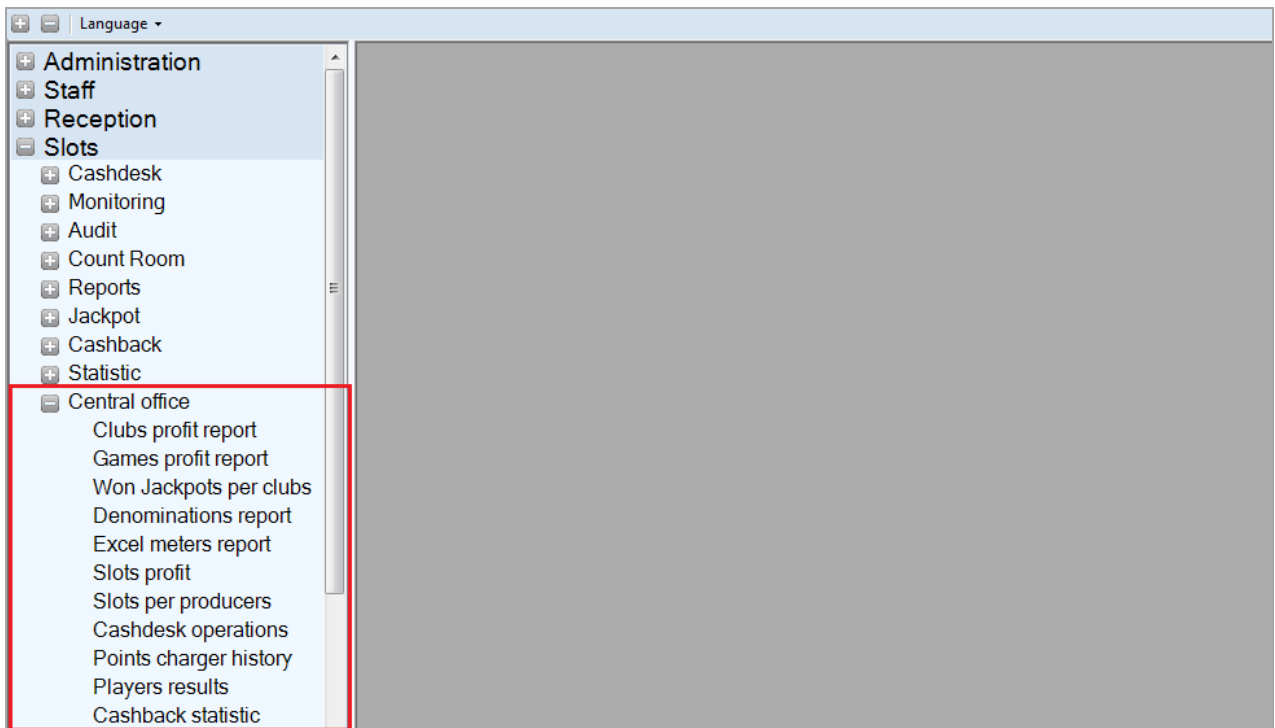 Language
Administration
Staff
Reception
Slots
Cashdesk
Monitoring
Audit
Count Room
Reports
Jackpot
Cashback
Statistic
Central office
Clubs profit report
Games profit report
Won Jackpots per clubs
Denominations report
Excel meters report
Slots profit
Slots per producers
Cashdesk operations
Points charger history
Players results
Cashback statistic